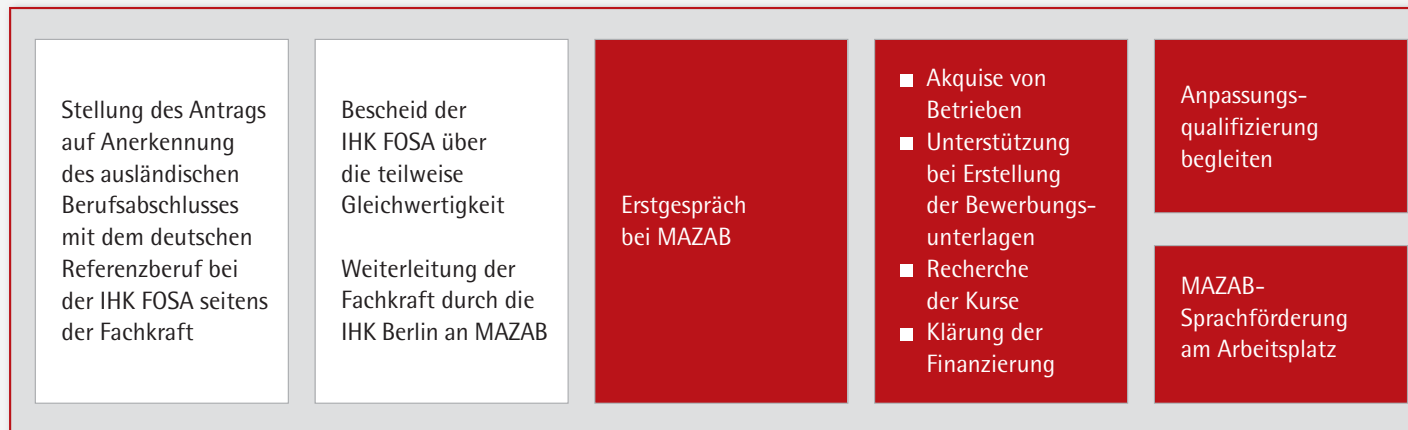 Stellung des Antrags
auf Anerkennung
des ausländischen
Berufsabschlusses
mit dem deutschen
Referenzberuf bei
der IHK FOSA seitens
der Fachkraft
Bescheid der
IHK FOSA über
die teilweise
Gleichwertigkeit
Weiterleitung der
Fachkraft durch die
IHK Berlin an MAZAB
Erstgespräch
bei MAZAB
■ Akquise von
Betrieben
■ Unterstützung
bei Erstellung
der Bewerbungs-
unterlagen
■ Recherche
der Kurse
■ Klärung der
Finanzierung
Anpassungs-
qualifizierung
begleiten
MAZAB-
Sprachförderung
am Arbeitsplatz